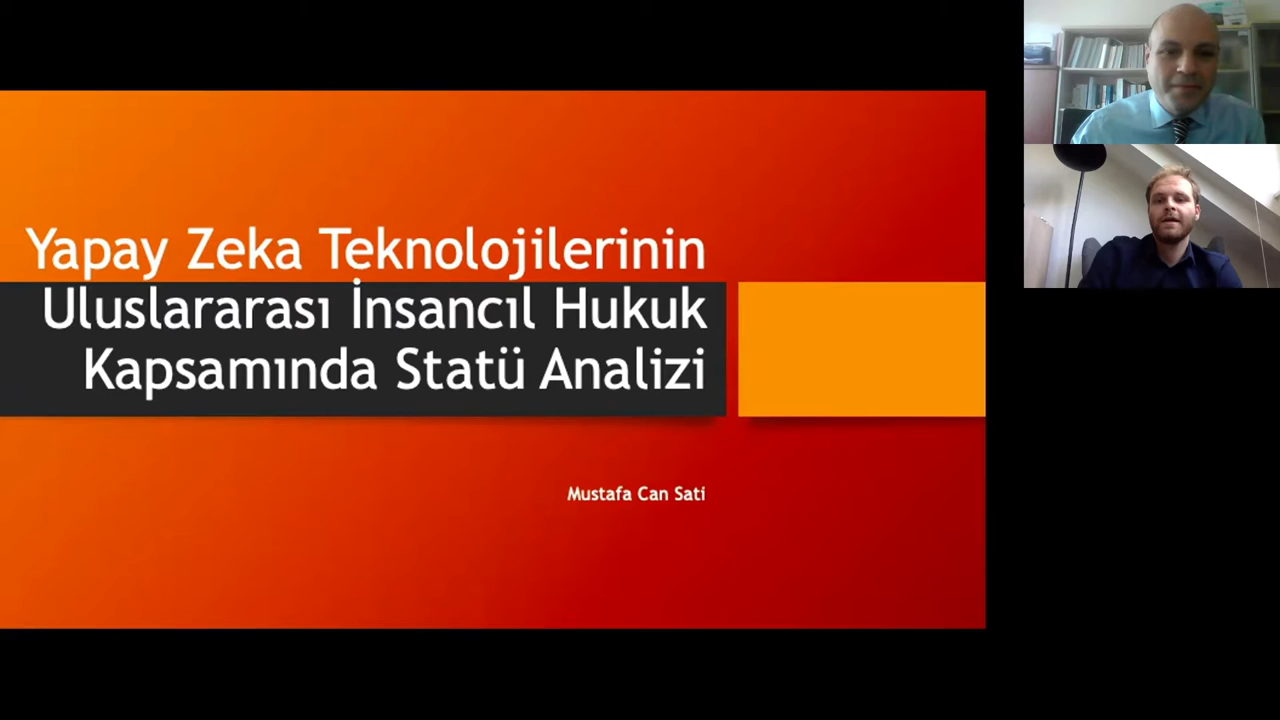 Yapay Zeka Teknolojilerinin
Uluslararası İnsancıl Hukuk
Kapsamında Statü Analizi
Mustafa Can Sati